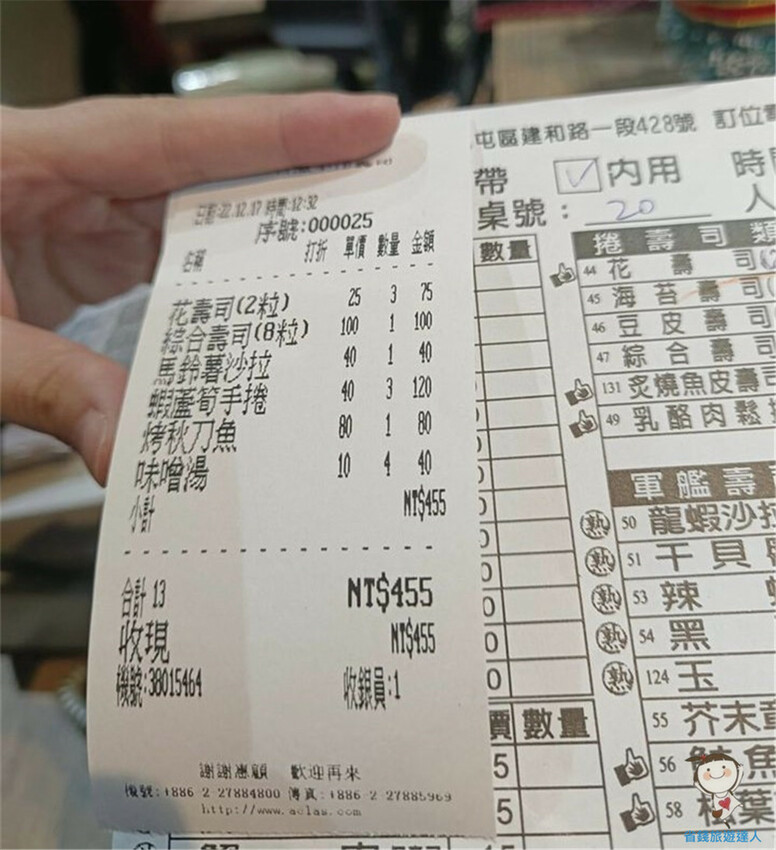 日期:22.12.17 時間:12:32
序號:000025
名稱 打折 單價 數量 金額
花壽司(2粒) 25 3 75
綜合壽司(8粒) 100 1 100
馬鈴薯沙拉 40 1 40
蝦蘆筍手捲 40 3 120
烤秋刀魚 80 1 80
味噌湯 10 4 40
小計 NT$455
合計 13 NT$455
收現 NT$455
機號:38015464 收銀員:1
謝謝惠顧 歡迎再來
機號:+886-2-27884800 傳真:+886-2-27885969
http://www.aclas.com
屯區建和路一段428號 訂位
帶 ✓ 內用 時
桌號: 20 人
數量
捲壽司類
44 花壽司(2
45 海苔壽司(
46 豆皮壽司
47 綜合壽司
131 炙燒魚皮壽司
49 乳酪肉鬆
軍艦壽
熟 50 龍蝦沙拉
熟 51 干貝
熟 53 辣
熟 54 黑
熟 124 玉
價 數量
55 芥末章
5 56 魚
5 58 葉
省錢旅遊達人